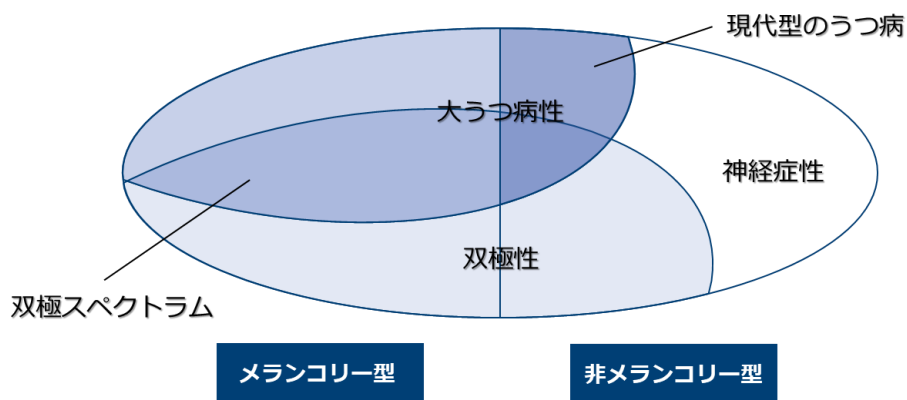 現代型のうつ病
大うつ病性
神経症性
双極性
双極スペクトラム
メランコリー型
非メランコリー型